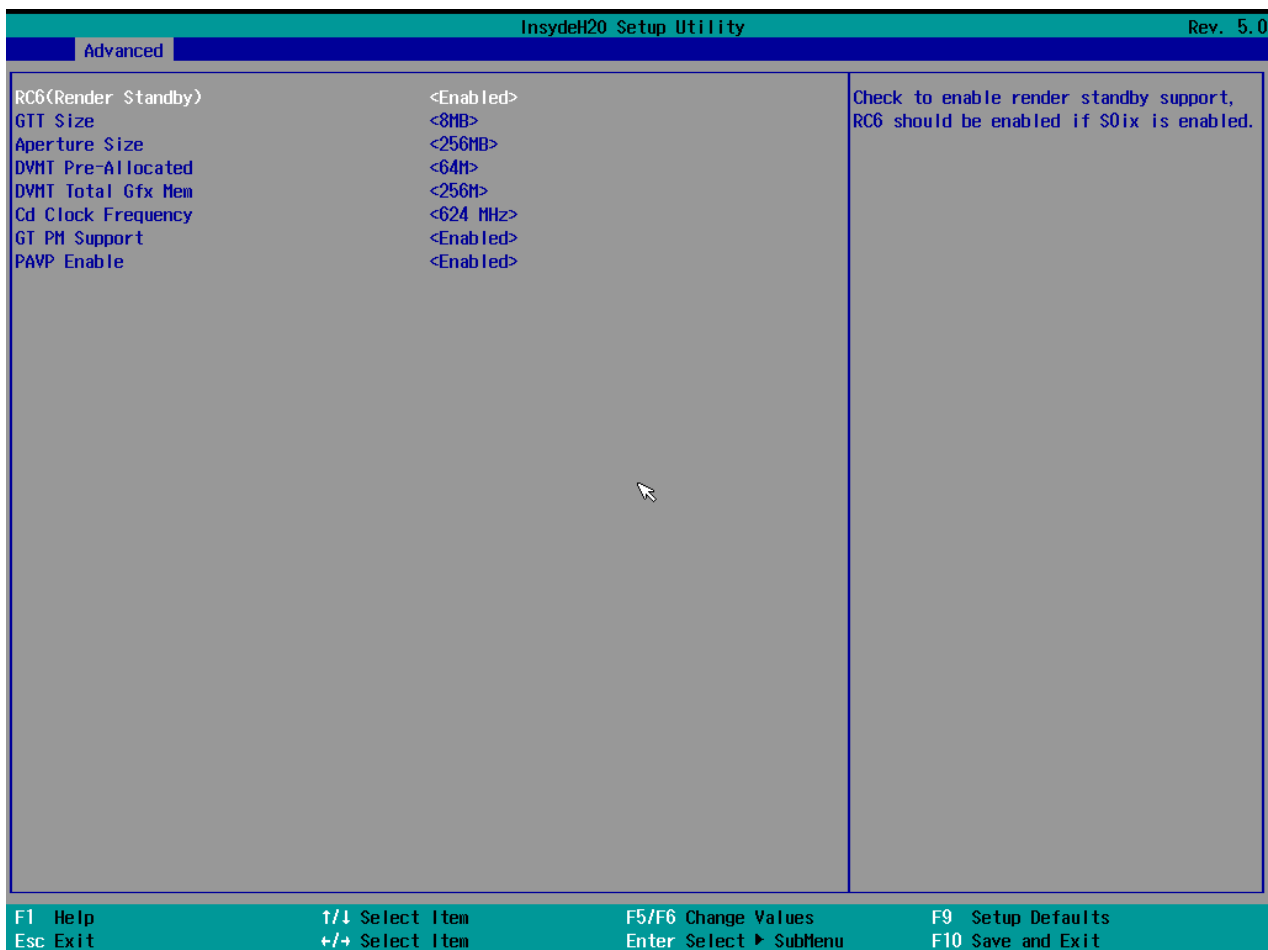 InsydeH20 Setup Utility Rev. 5.0
Advanced
RC6(Render Standby) <Enabled>
GTT Size <8MB>
Aperture Size <256MB>
DVMT Pre-Allocated <64M>
DVMT Total Gfx Mem <256M>
Cd Clock Frequency <624 MHz>
GT PM Support <Enabled>
PAVP Enable <Enabled>
Check to enable render standby support,
RC6 should be enabled if S0ix is enabled.
F1 Help ↑/↓ Select Item F5/F6 Change Values F9 Setup Defaults
Esc Exit ←/→ Select Item Enter Select ▶ SubMenu F10 Save and Exit